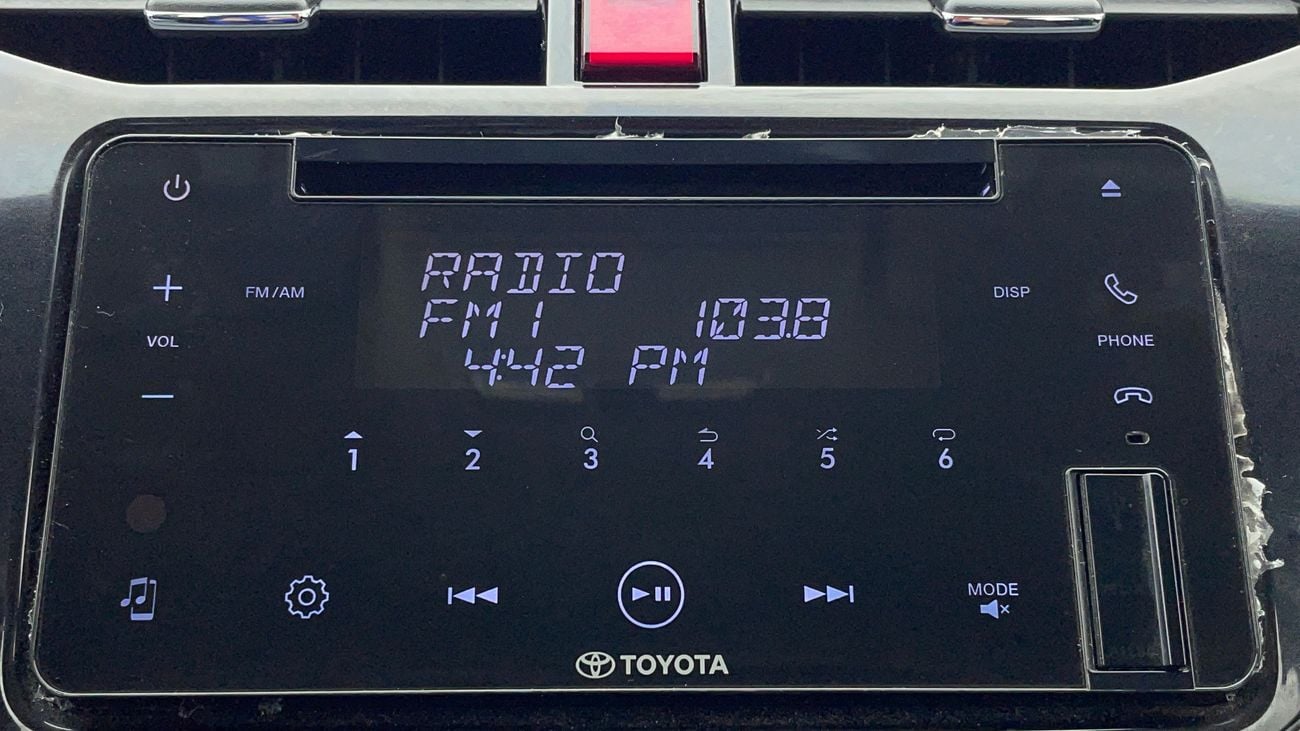 RADIO
FM/AM
DISP
FM1 103.8
VOL
PHONE
4:42 PM
1 2 3 4 5 6
MODE
TOYOTA